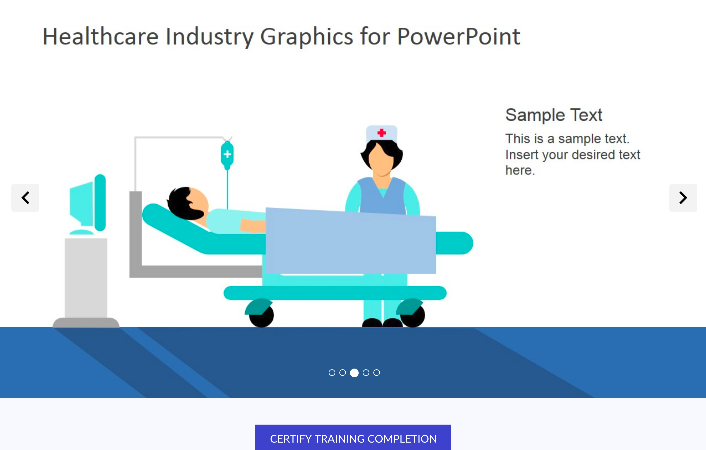 Healthcare Industry Graphics for PowerPoint
Sample Text
This is a sample text.
Insert your desired text
here.
CERTIFY TRAINING COMPLETION